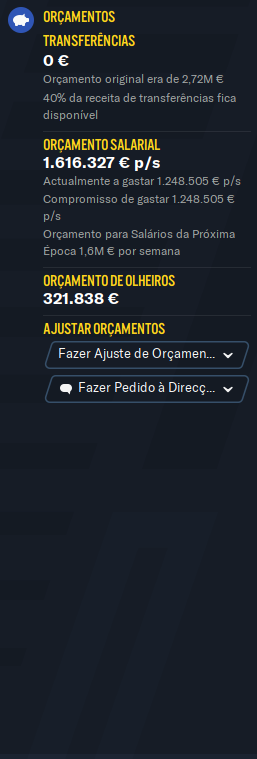 ORÇAMENTOS
TRANSFERÊNCIAS
0 €
Orçamento original era de 2,72M €
40% da receita de transferências fica
disponível
ORÇAMENTO SALARIAL
1.616.327 € p/s
Actualmente a gastar 1.248.505 € p/s
Compromisso de gastar 1.248.505 €
p/s
Orçamento para Salários da Próxima
Época 1,6M € por semana
ORÇAMENTO DE OLHEIROS
321.838 €
AJUSTAR ORÇAMENTOS
Fazer Ajuste de Orçamen...
Fazer Pedido à Direcç...